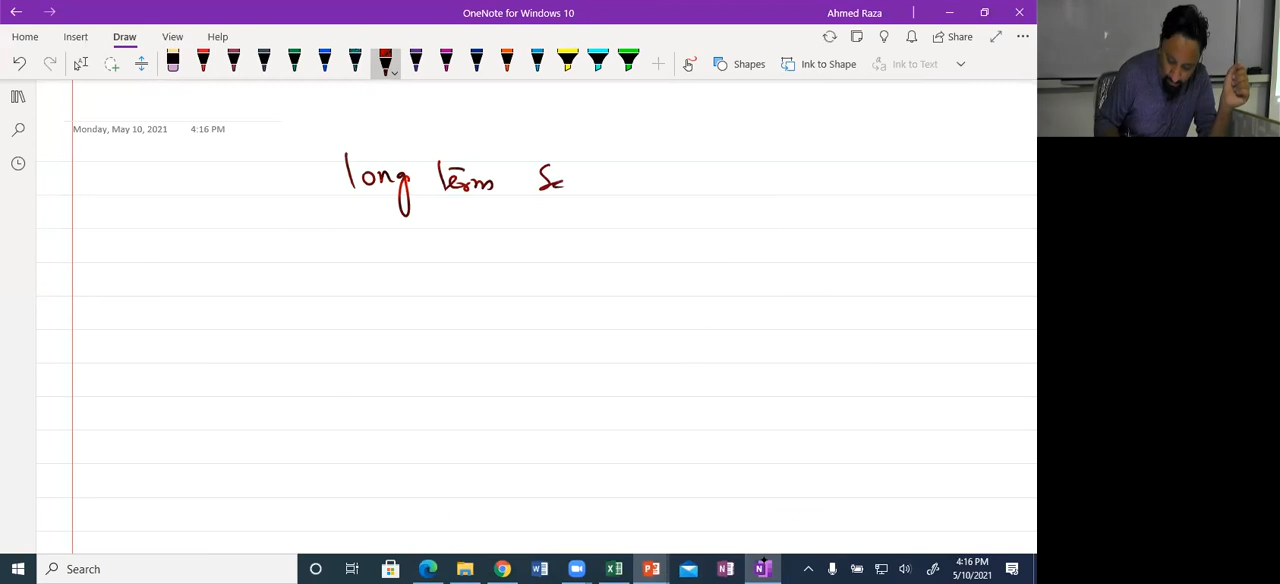 OneNote for Windows 10
Ahmed Raza
Home Insert Draw View Help
Share
Shapes Ink to Shape Ink to Text
Monday, May 10, 2021 4:16 PM
long term Sc
Search
4:16 PM
5/10/2021